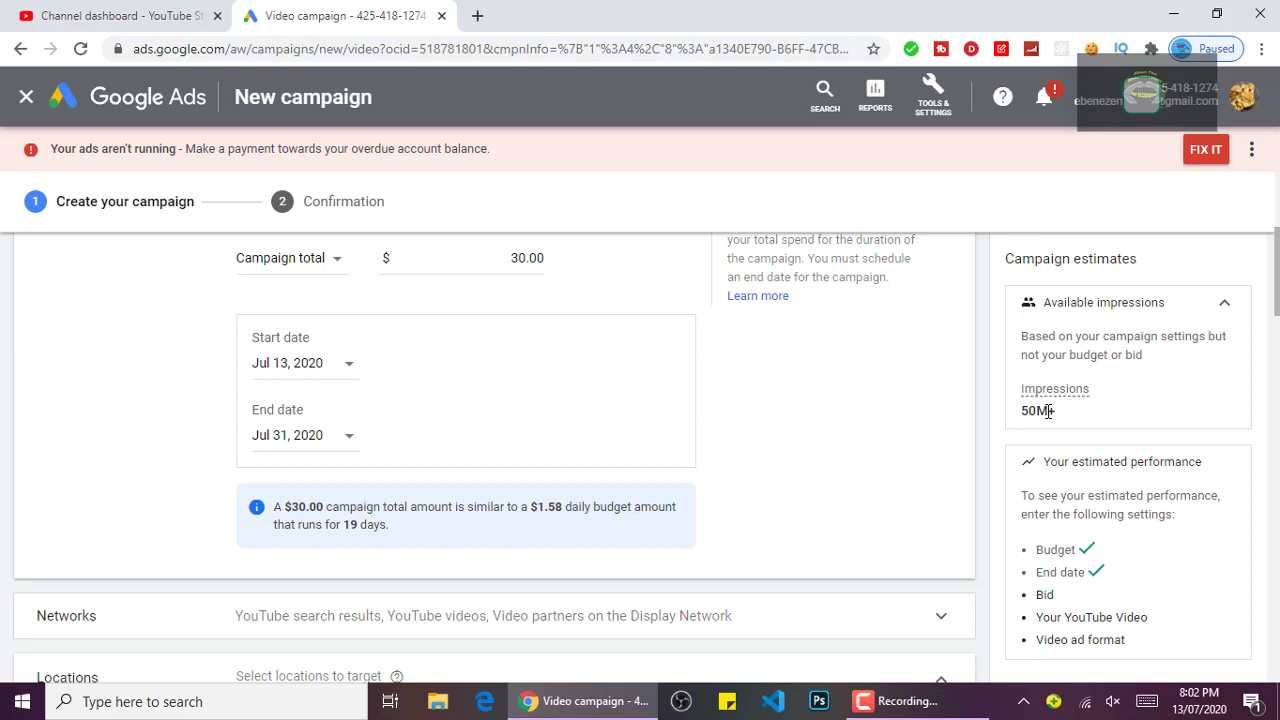 Channel dashboard - YouTube St
Video campaign - 425-418-1274
ads.google.com/aw/campaigns/new/video?ocid=518781801&cmpnInfo=%7B"1"%3A4%2C"8"%3A"a1340E790-B6FF-47CB...
IQ
Paused
Google Ads
New campaign
SEARCH
REPORTS
TOOLS &
SETTINGS
5-418-1274
ebenezen
@gmail.com
Your ads aren't running - Make a payment towards your overdue account balance.
FIX IT
1 Create your campaign
2 Confirmation
Campaign total
$ 30.00
your total spend for the duration of
the campaign. You must schedule
an end date for the campaign.
Learn more
Start date
Jul 13, 2020
End date
Jul 31, 2020
A $30.00 campaign total amount is similar to a $1.58 daily budget amount
that runs for 19 days.
Networks
YouTube search results, YouTube videos, Video partners on the Display Network
Locations
Select locations to target
Campaign estimates
Available impressions
Based on your campaign settings but
not your budget or bid
Impressions
50M+
Your estimated performance
To see your estimated performance,
enter the following settings:
• Budget
• End date
• Bid
• Your YouTube Video
• Video ad format
Type here to search
Video campaign - 4...
Ps
Recording...
8:02 PM
13/07/2020
1